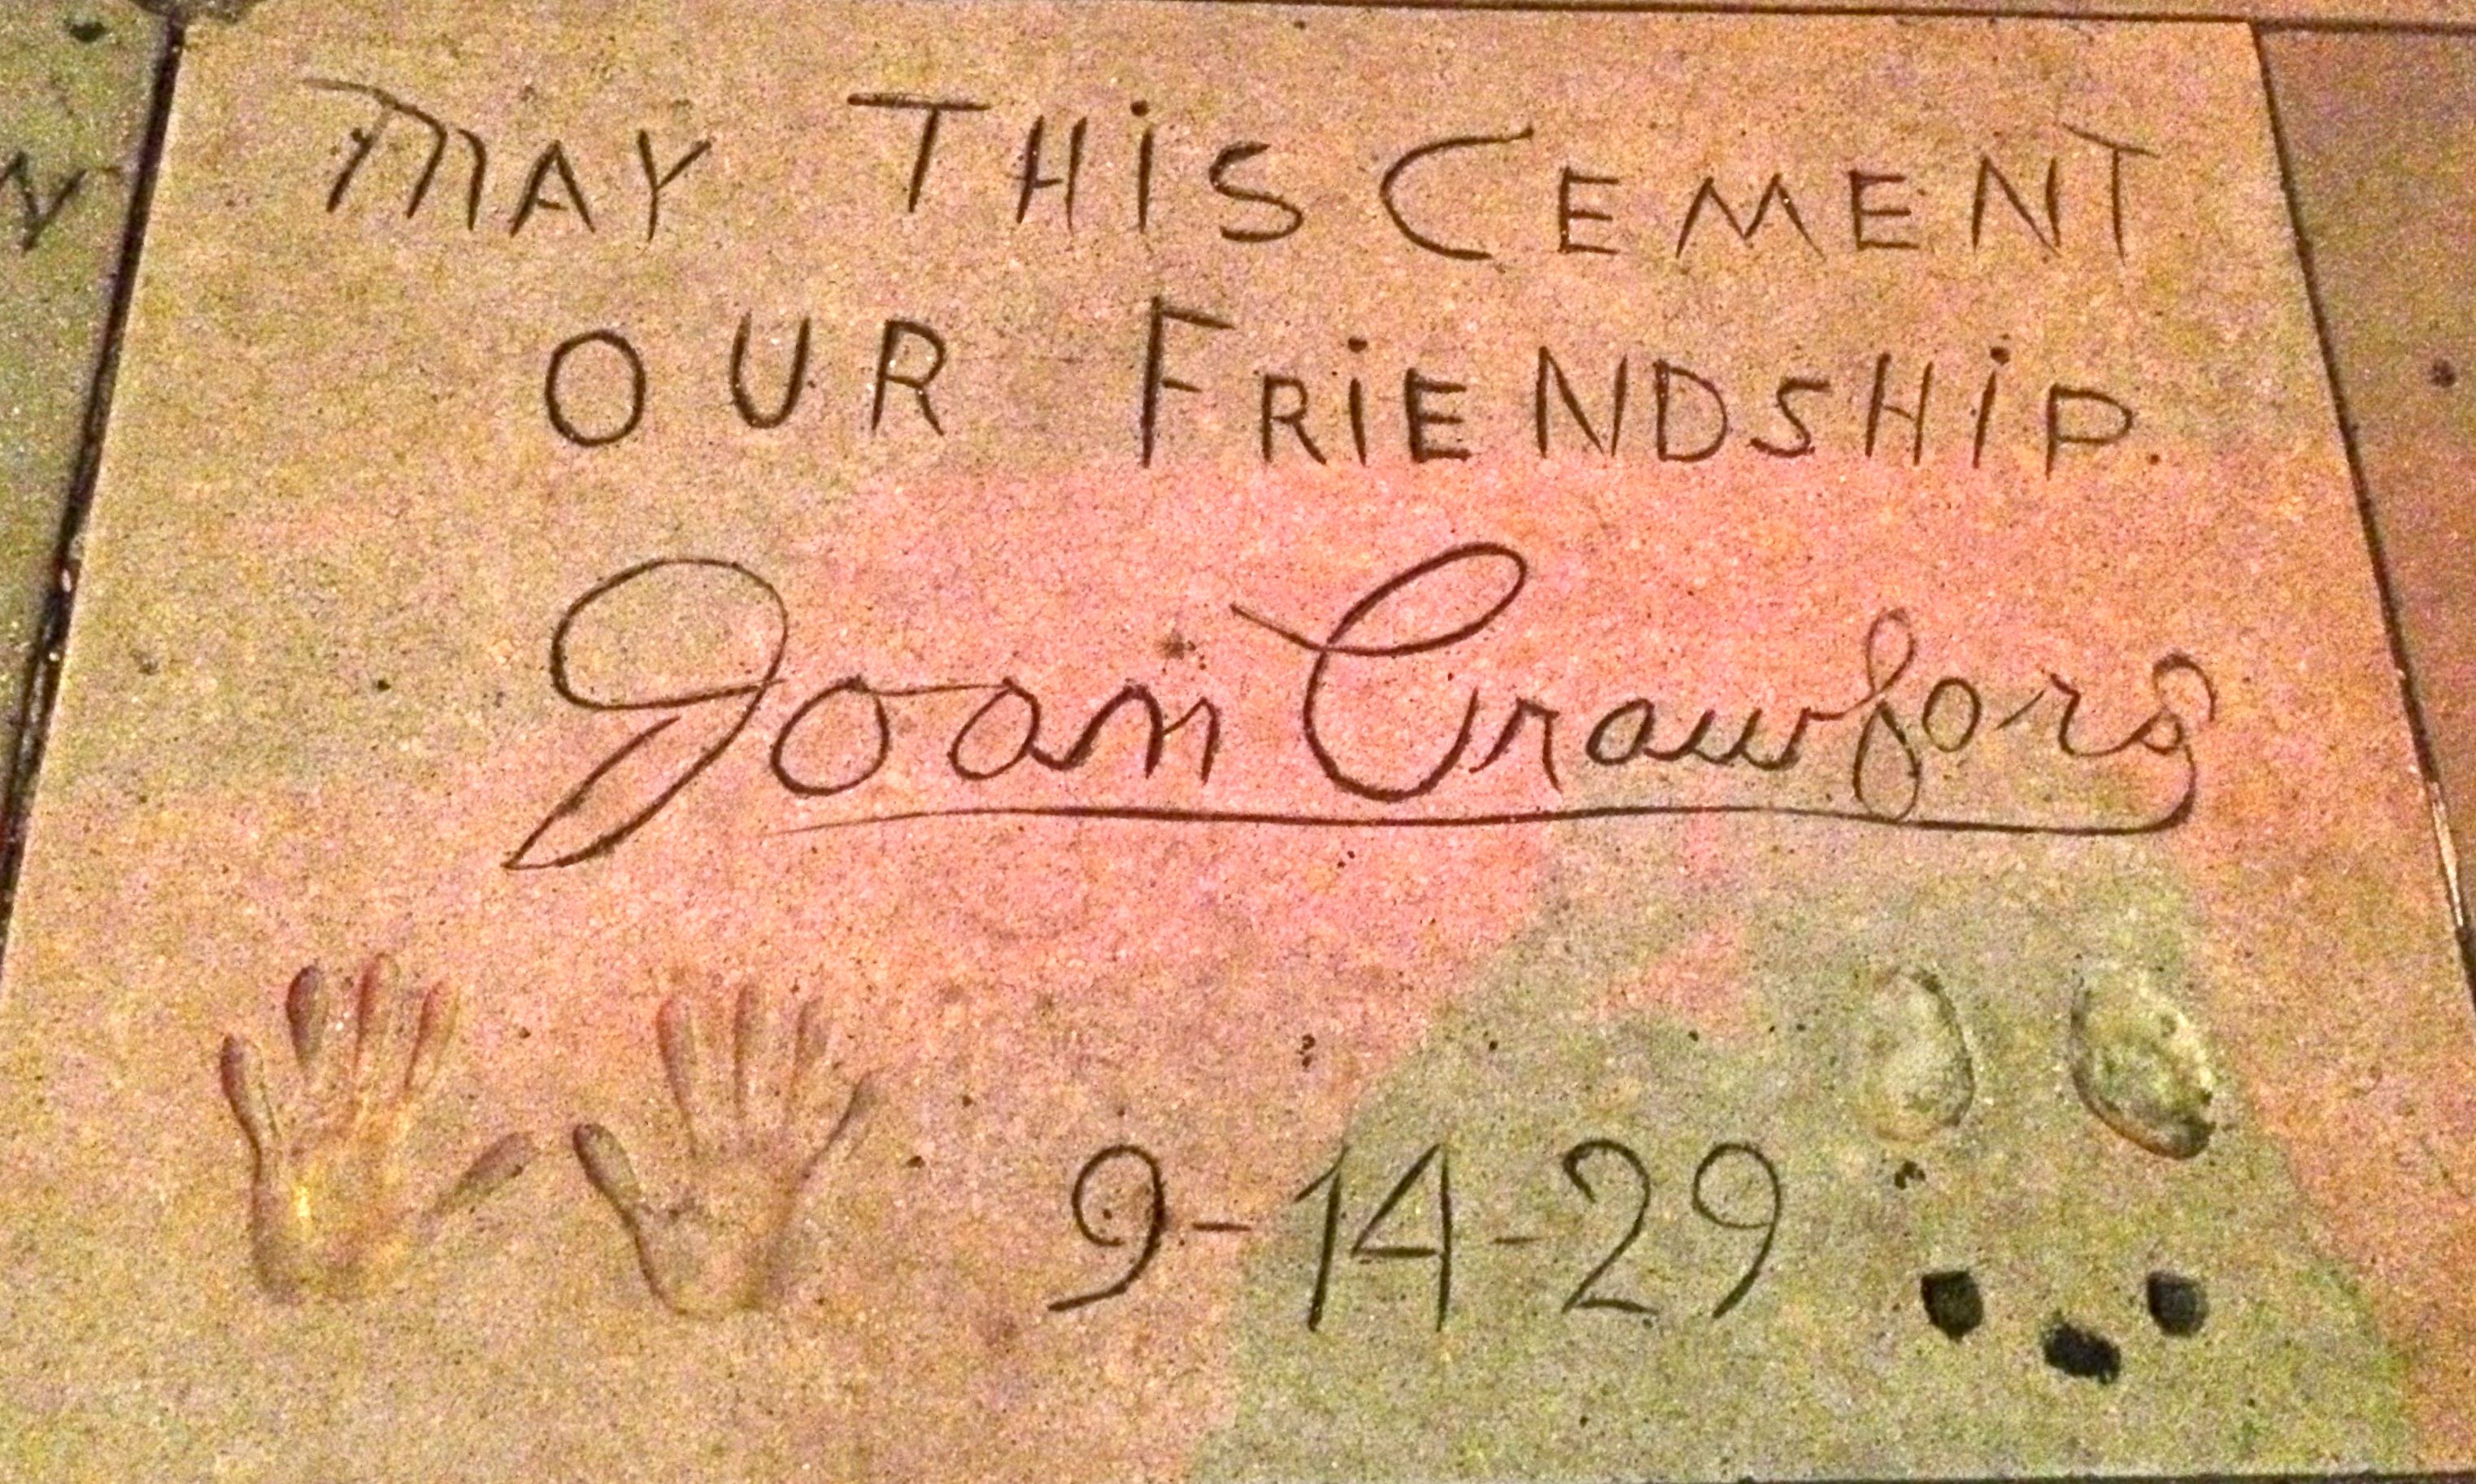 MAY THiS CEMENT
OUR FRiENDSHiP.
Joan Crawford
9-14-29